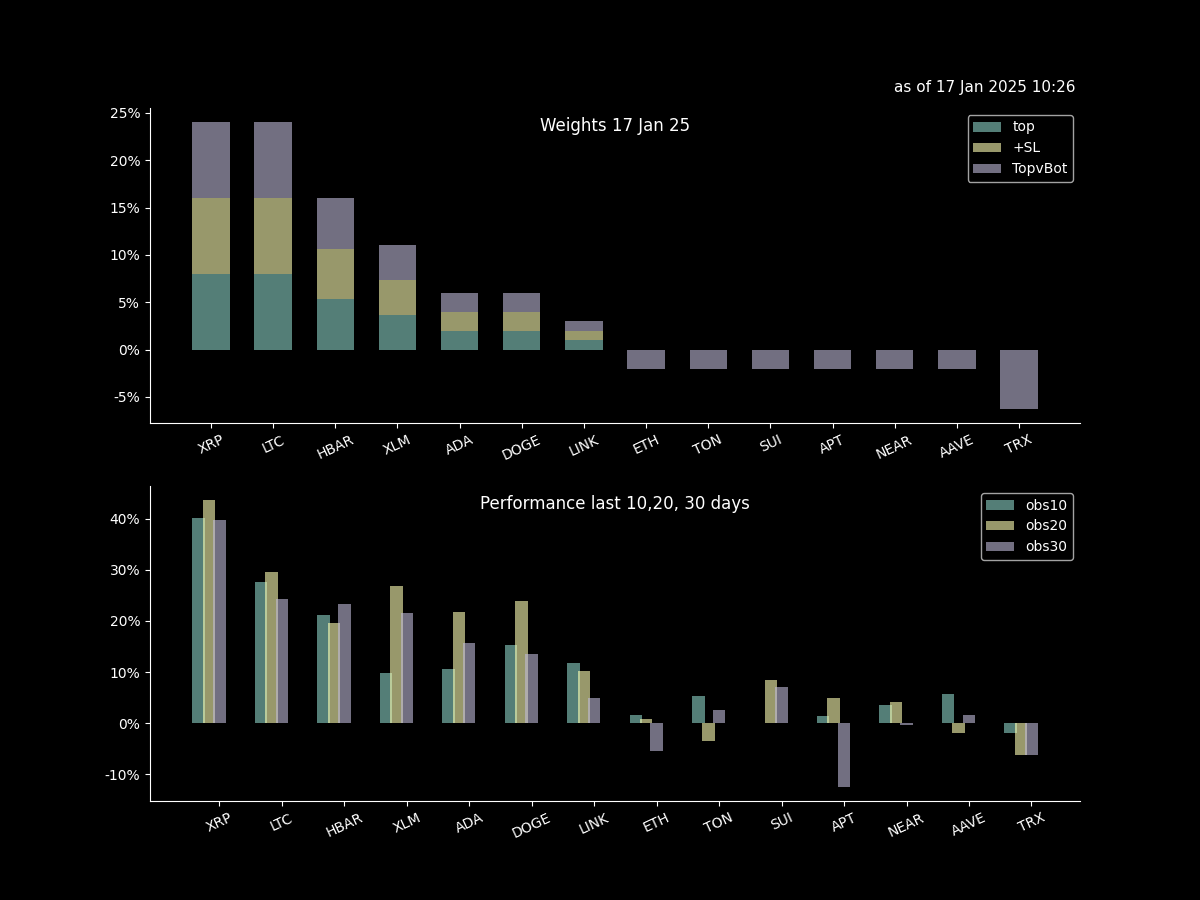 as of 17 Jan 2025 10:26
Weights 17 Jan 25
top
+SL
TopvBot
25%
20%
15%
10%
5%
0%
-5%
XRP LTC HBAR XLM ADA DOGE LINK ETH TON SUI APT NEAR AAVE TRX
Performance last 10,20, 30 days
obs10
obs20
obs30
40%
30%
20%
10%
0%
-10%
XRP LTC HBAR XLM ADA DOGE LINK ETH TON SUI APT NEAR AAVE TRX